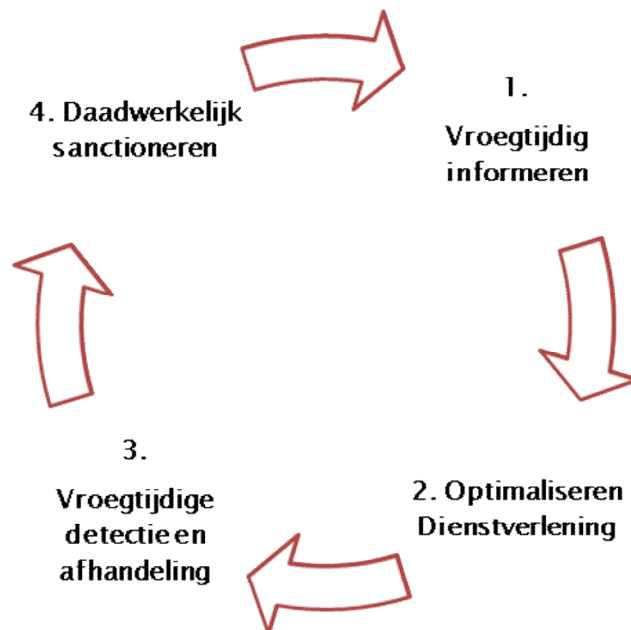 1.
Vroegtijdig
informeren
2. Optimaliseren
Dienstverlening
3.
Vroegtijdige
detectie en
afhandeling
4. Daadwerkelijk
sanctioneren